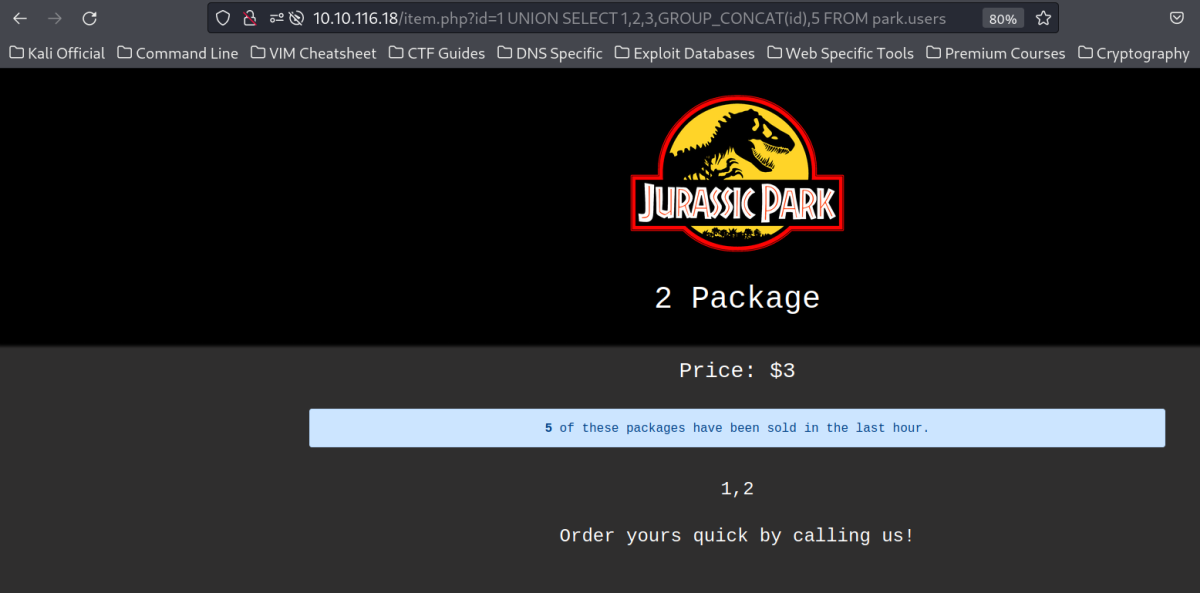 10.10.116.18/item.php?id=1 UNION SELECT 1,2,3,GROUP_CONCAT(id),5 FROM park.users 80%
Kali Official Command Line VIM Cheatsheet CTF Guides DNS Specific Exploit Databases Web Specific Tools Premium Courses Cryptography
JURASSIC PARK
2 Package
Price: $3
5 of these packages have been sold in the last hour.
1,2
Order yours quick by calling us!